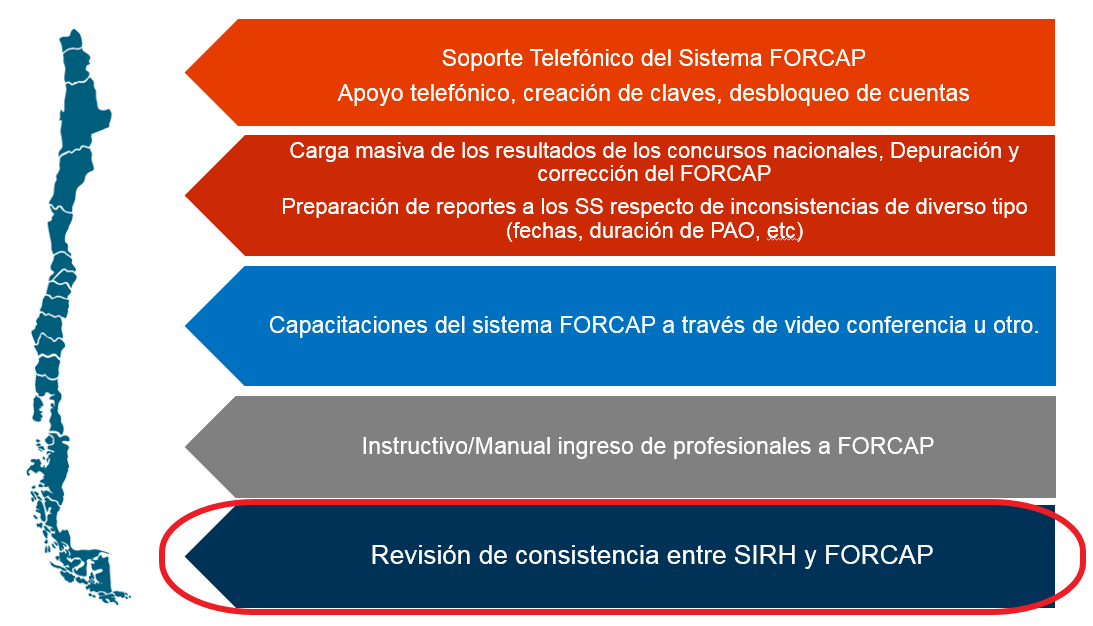 Soporte Telefónico del Sistema FORCAP
Apoyo telefónico, creación de claves, desbloqueo de cuentas
Carga masiva de los resultados de los concursos nacionales, Depuración y
corrección del FORCAP
Preparación de reportes a los SS respecto de inconsistencias de diverso tipo
(fechas, duración de PAO, etc)
Capacitaciones del sistema FORCAP a través de video conferencia u otro.
Instructivo/Manual ingreso de profesionales a FORCAP
Revisión de consistencia entre SIRH y FORCAP